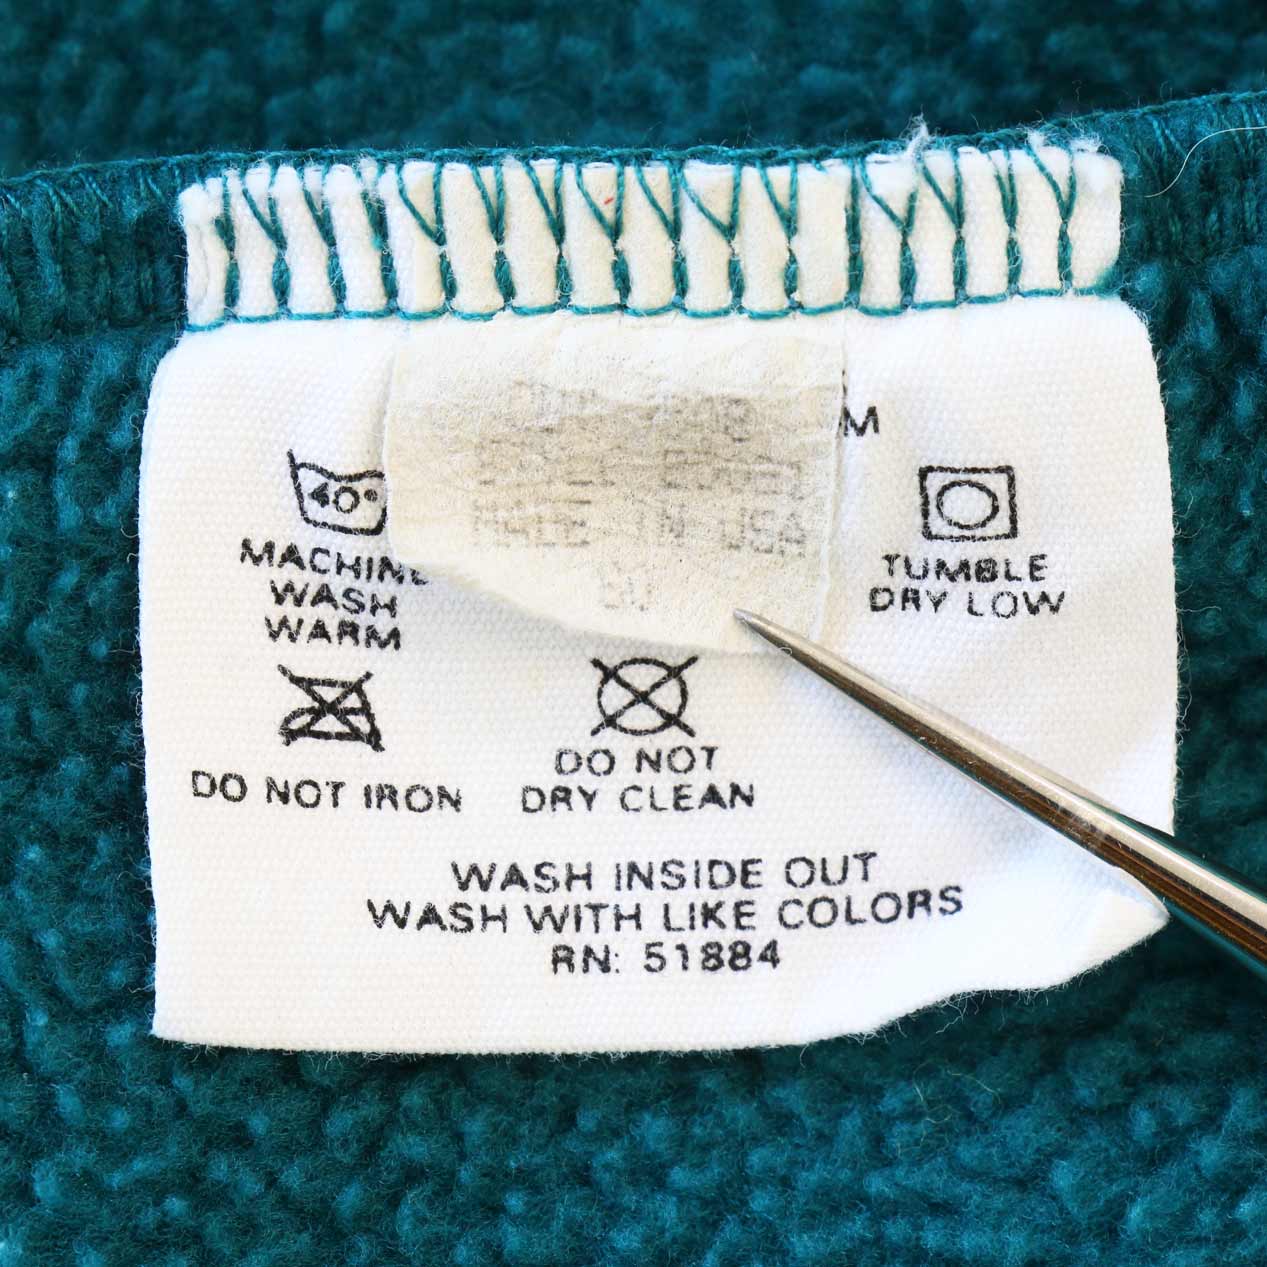 M
40
MACHINE
WASH
WARM
TUMBLE
DRY LOW
MADE IN USA
DO NOT IRON
DO NOT
DRY CLEAN
WASH INSIDE OUT
WASH WITH LIKE COLORS
RN: 51884